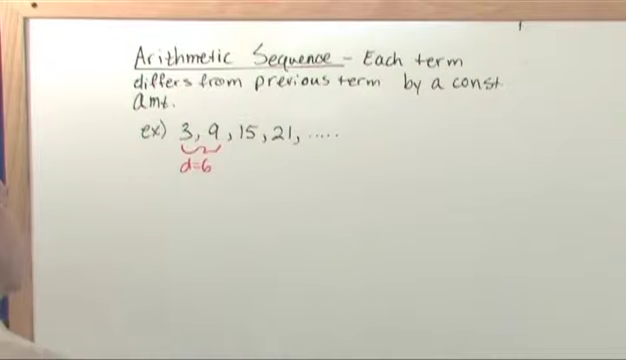 Arithmetic Sequence - Each term
differs from previous term by a const
amt.
ex) 3, 9, 15, 21, .....
d=6